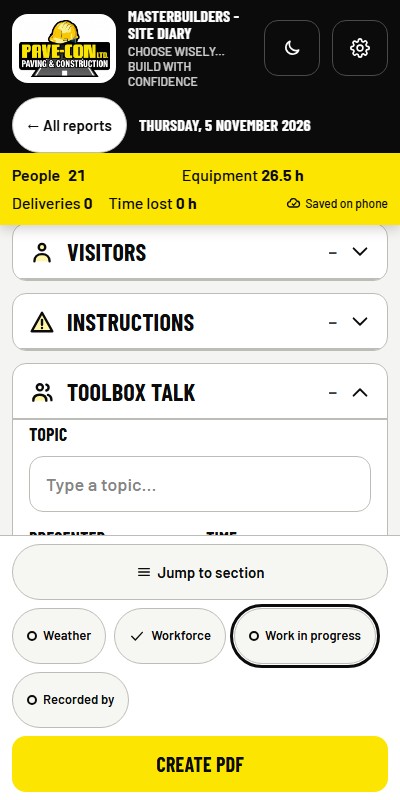 PAVE-CON LTD.
PAVING & CONSTRUCTION
MASTERBUILDERS -
SITE DIARY
CHOOSE WISELY...
BUILD WITH
CONFIDENCE
← All reports
THURSDAY, 5 NOVEMBER 2026
People 21
Equipment 26.5 h
Deliveries 0
Time lost 0 h
Saved on phone
VISITORS –
INSTRUCTIONS –
TOOLBOX TALK –
TOPIC
Type a topic...
Jump to section
Weather
Workforce
Work in progress
Recorded by
CREATE PDF